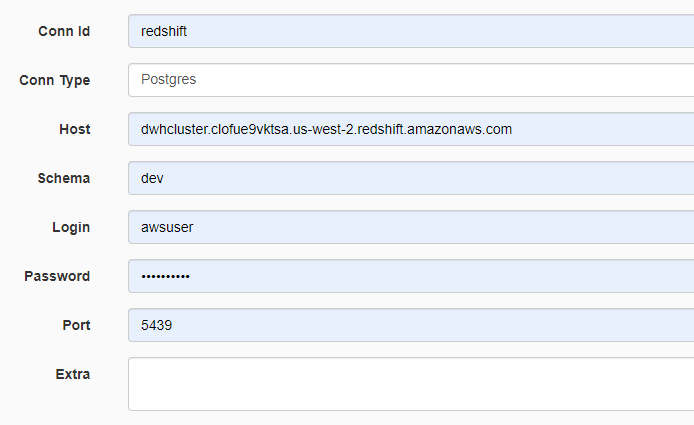 Conn Id redshift
Conn Type Postgres
Host dwhcluster.clofue9vktsa.us-west-2.redshift.amazonaws.com
Schema dev
Login awsuser
Password ••••••••••
Port 5439
Extra